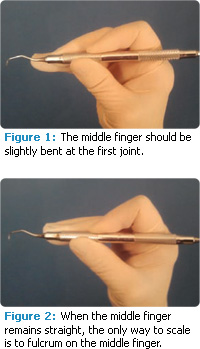 Figure 1: The middle finger should be
slightly bent at the first joint.
Figure 2: When the middle finger
remains straight, the only way to scale
is to fulcrum on the middle finger.